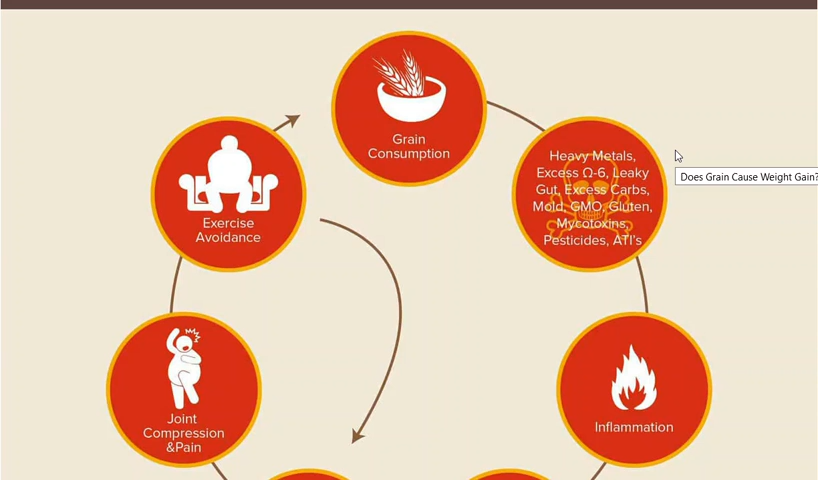 Grain
Consumption
Heavy Metals,
Excess Ω-6, Leaky
Gut, Excess Carbs,
Mold, GMO, Gluten,
Mycotoxins,
Pesticides, ATI's
Does Grain Cause Weight Gain?
Exercise
Avoidance
Inflammation
Joint
Compression
&Pain